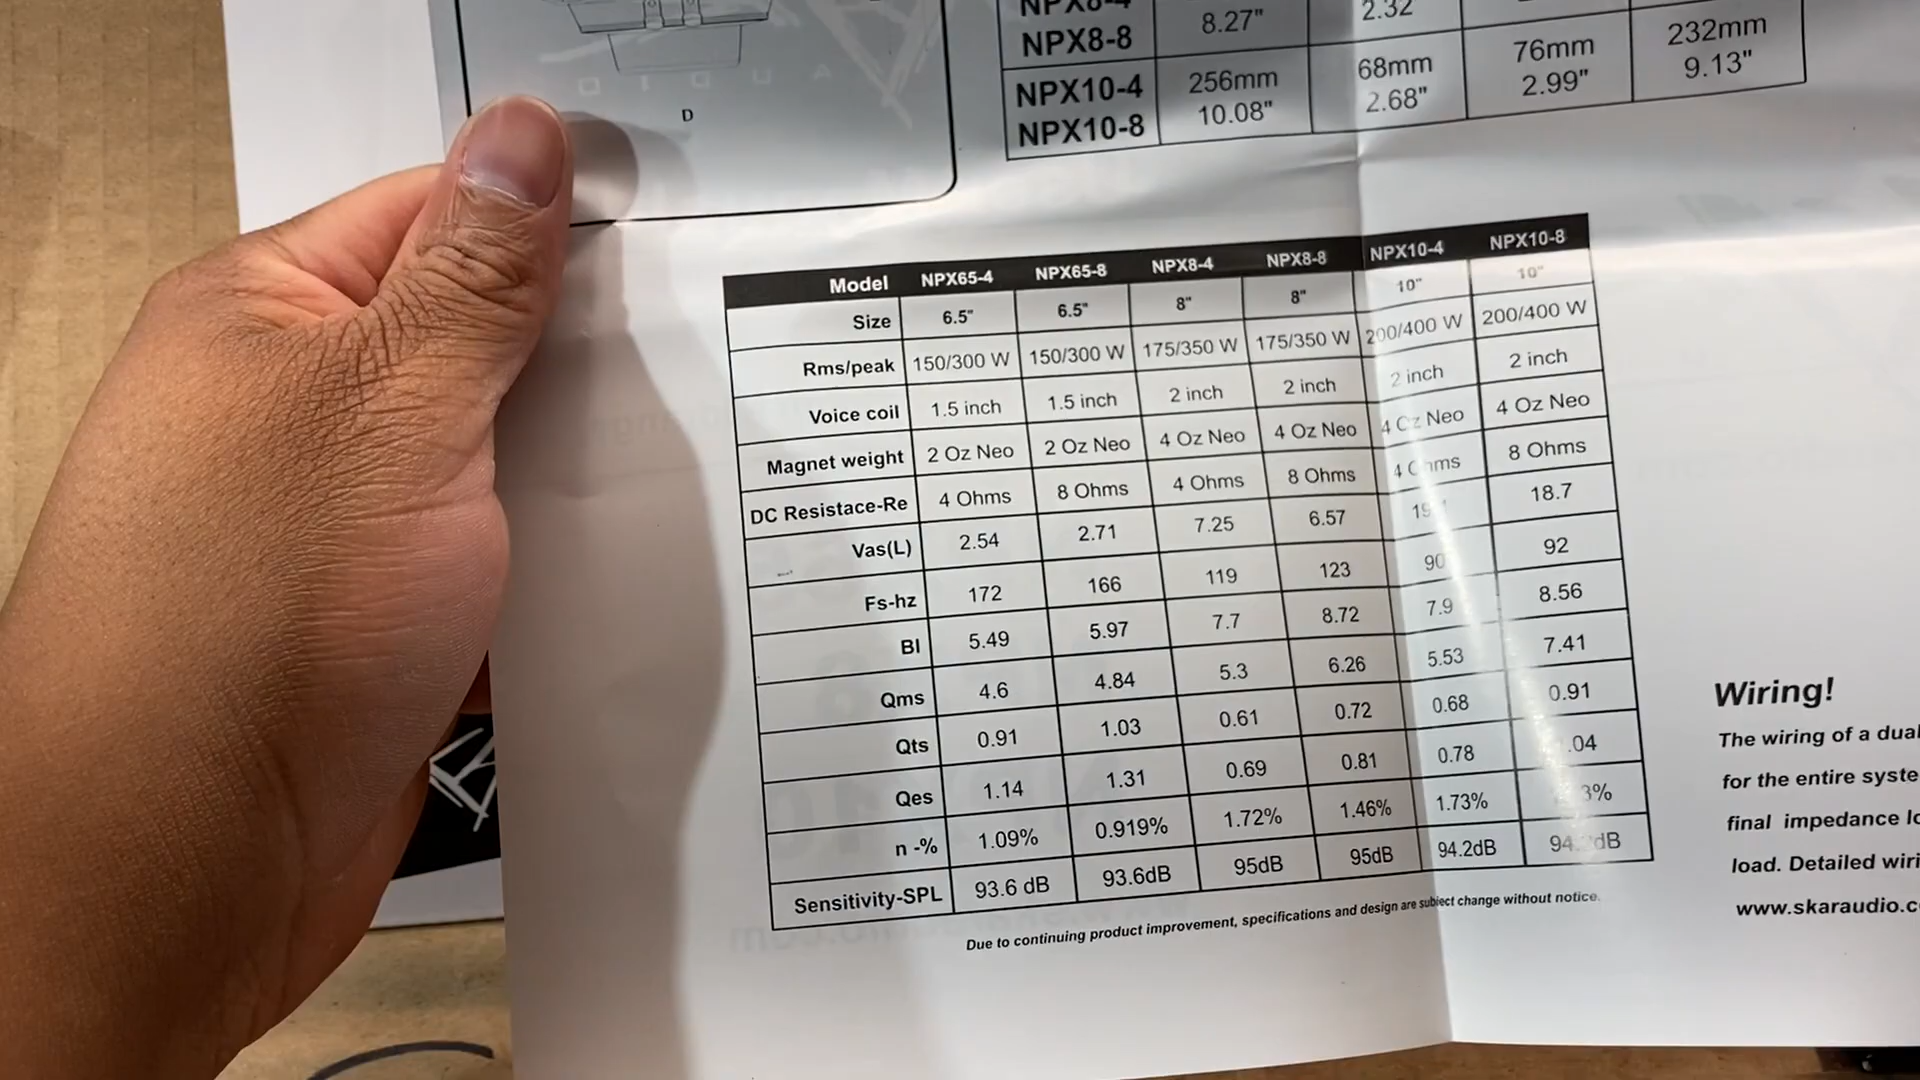 NPX8-4
NPX8-8 8.27" 2.32"
NPX10-4 256mm 68mm 76mm 232mm
NPX10-8 10.08" 2.68" 2.99" 9.13"
D
AUDIO
Model NPX65-4 NPX65-8 NPX8-4 NPX8-8 NPX10-4 NPX10-8
Size 6.5" 6.5" 8" 8" 10" 10"
Rms/peak 150/300 W 150/300 W 175/350 W 175/350 W 200/400 W 200/400 W
Voice coil 1.5 inch 1.5 inch 2 inch 2 inch 2 inch 2 inch
Magnet weight 2 Oz Neo 2 Oz Neo 4 Oz Neo 4 Oz Neo 4 Oz Neo 4 Oz Neo
DC Resistace-Re 4 Ohms 8 Ohms 4 Ohms 8 Ohms 4 Ohms 8 Ohms
Vas(L) 2.54 2.71 7.25 6.57 18.7
Fs-hz 172 166 119 123 90 92
Bl 5.49 5.97 7.7 8.72 7.9 8.56
Qms 4.6 4.84 5.3 6.26 5.53 7.41
Qts 0.91 1.03 0.61 0.72 0.68 0.91
Qes 1.14 1.31 0.69 0.81 0.78
n -% 1.09% 0.919% 1.72% 1.46% 1.73%
Sensitivity-SPL 93.6 dB 93.6dB 95dB 95dB 94.2dB
Due to continuing product improvement, specifications and design are subject change without notice.
Wiring!
The wiring of a dual
for the entire syste
final impedance lo
load. Detailed wiri
www.skaraudio.c